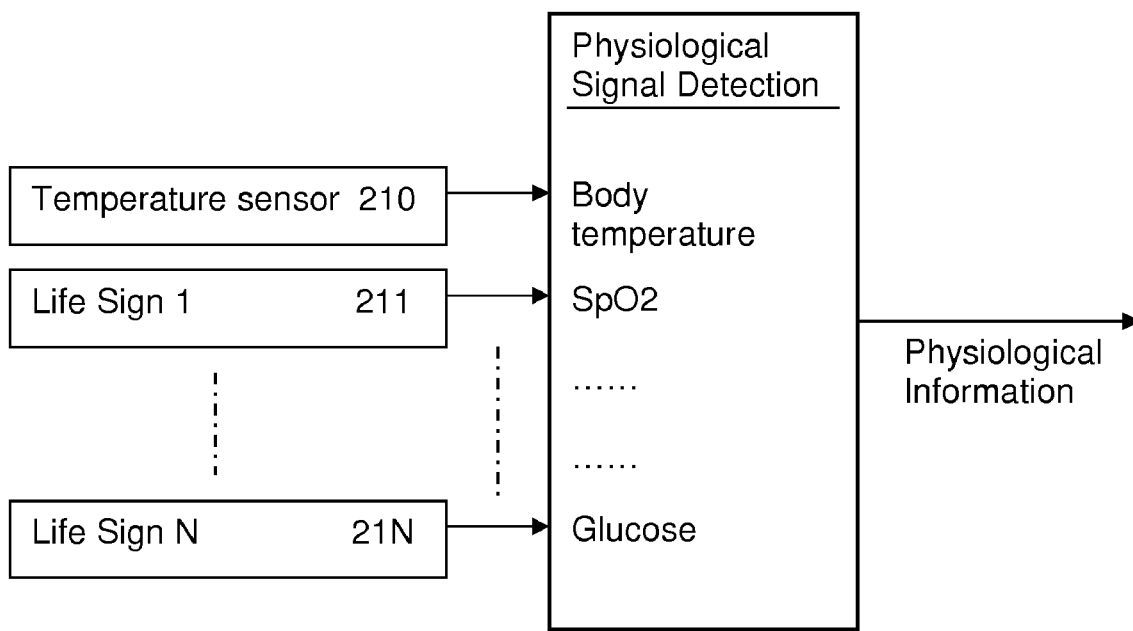 Physiological
Signal Detection
Temperature sensor 210
Body
temperature
Life Sign 1 211
SpO2
......
......
Life Sign N 21N
Glucose
Physiological
Information